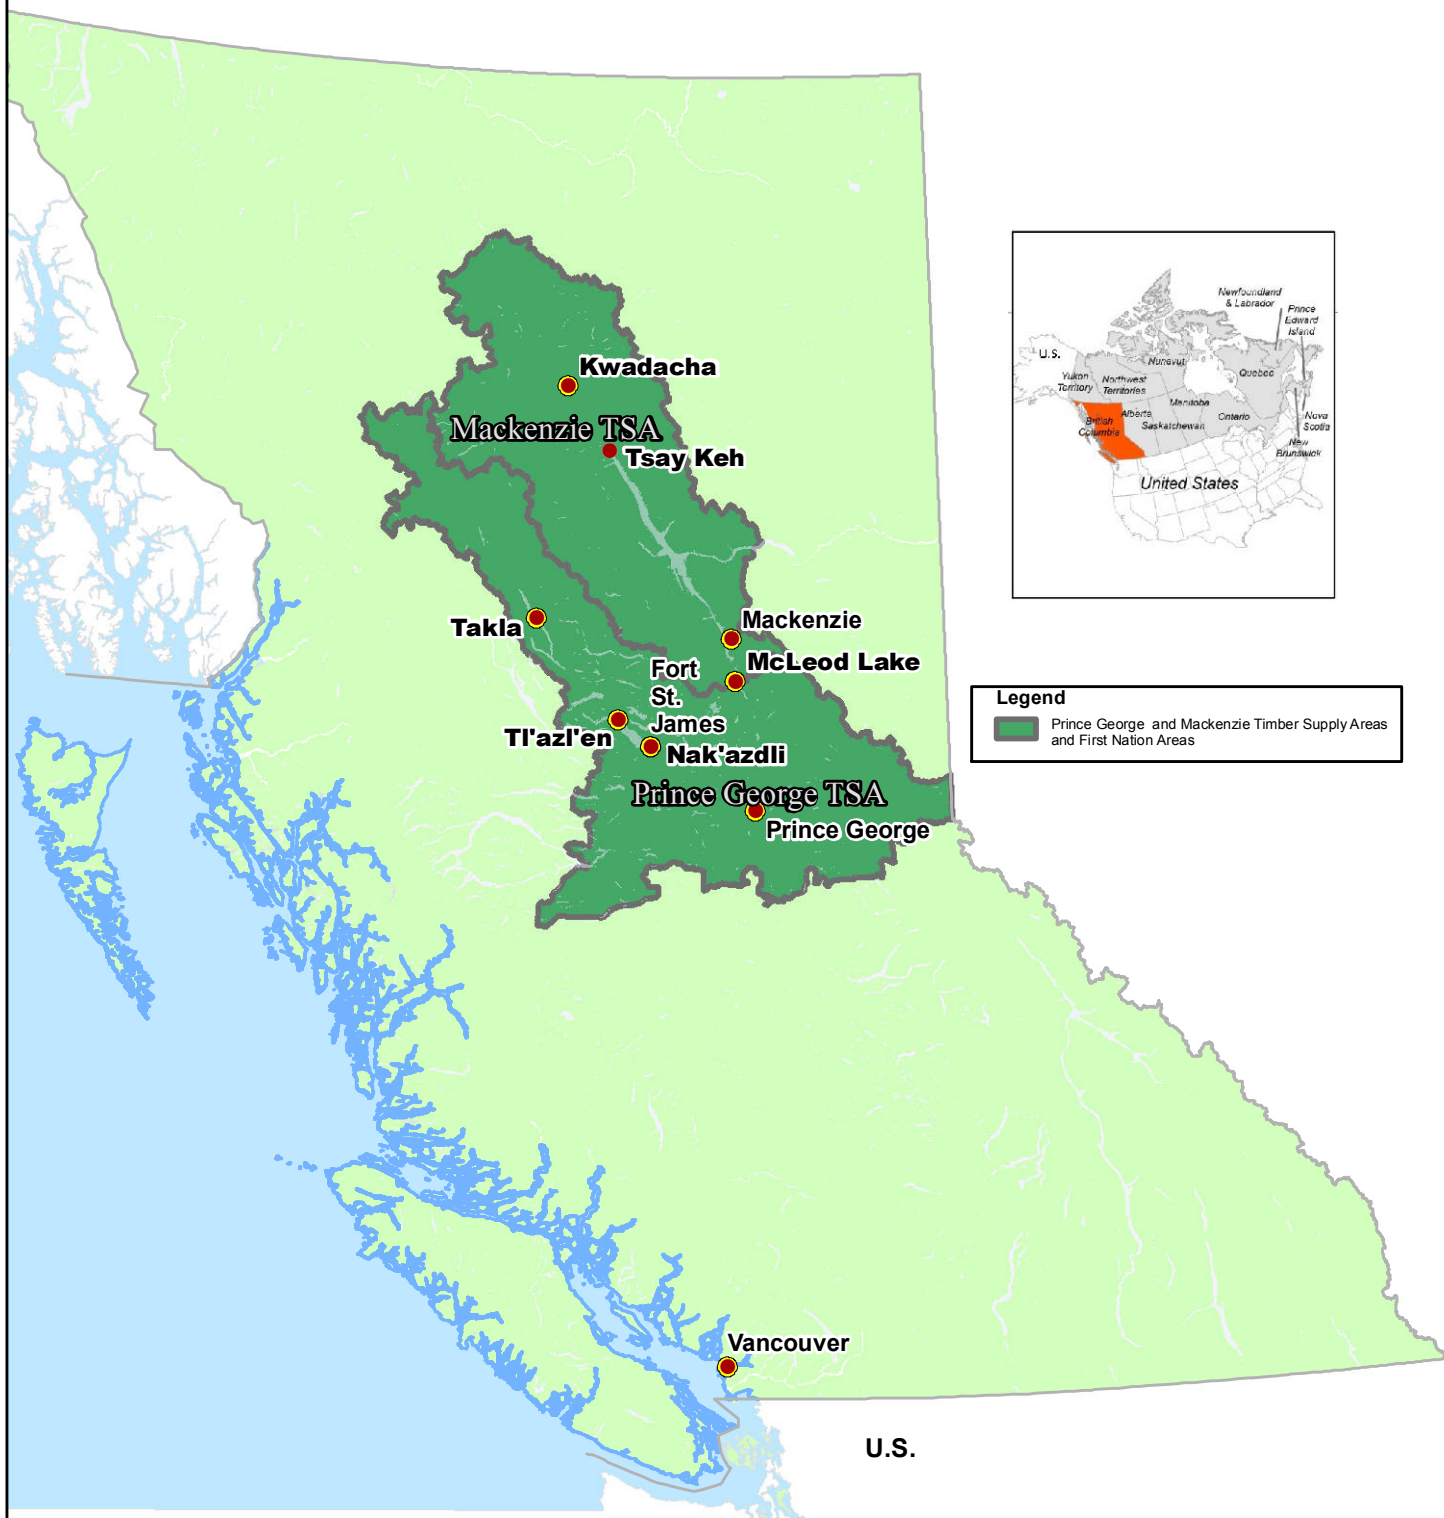 Kwadacha
Mackenzie TSA
Tsay Keh
Takla
Mackenzie
McLeod Lake
Fort
St.
James
Tl'azl'en
Nak'azdli
Prince George TSA
Prince George
Vancouver
U.S.
Newfoundland
& Labrador
Prince
Edward
Island
U.S.
Nunavut
Yukon
Territory
Northwest
Territories
Quebec
Manitoba
British
Columbia
Alberta
Saskatchewan
Ontario
Nova
Scotia
New
Brunswick
United States
Legend
Prince George and Mackenzie Timber Supply Areas
and First Nation Areas